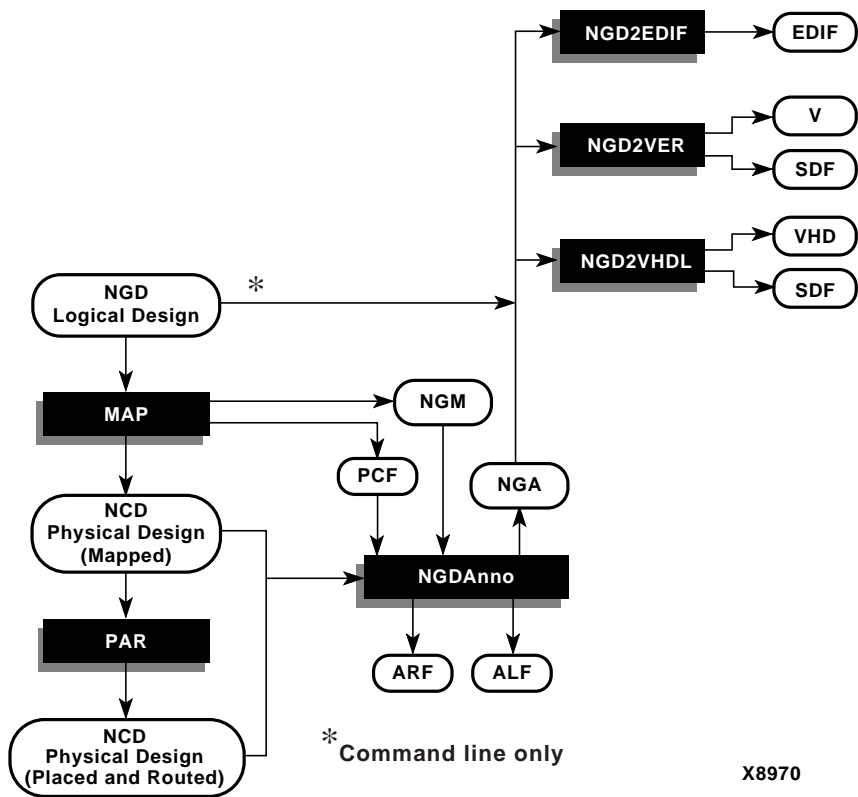 NGD2EDIF
EDIF
NGD2VER
V
SDF
NGD2VHDL
VHD
SDF
NGD
Logical Design
*
MAP
NGM
PCF
NGA
NCD
Physical Design
(Mapped)
NGDAnno
PAR
ARF
ALF
NCD
Physical Design
(Placed and Routed)
*Command line only
X8970